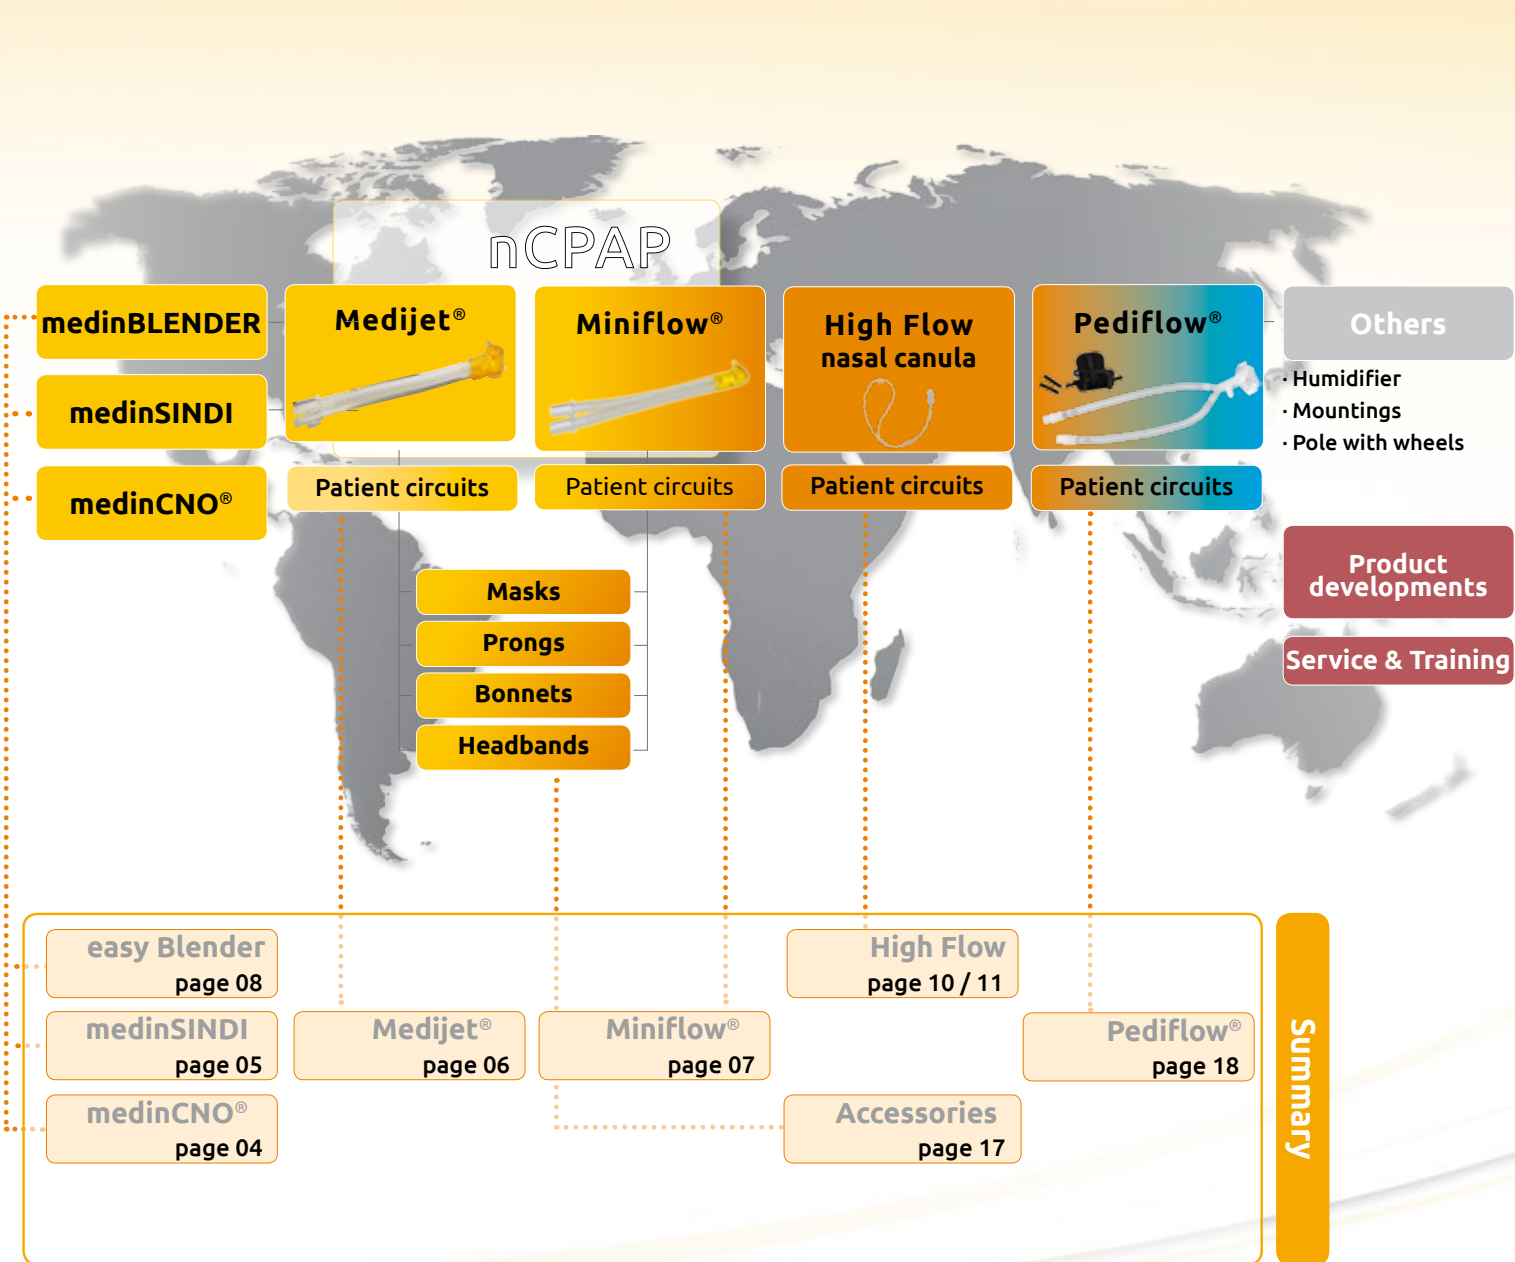 nCPAP
medinBLENDER
medinSINDI
medinCNO®
Medijet®
Patient circuits
Miniflow®
Patient circuits
High Flow
nasal canula
Patient circuits
Pediflow®
Patient circuits
Others
· Humidifier
· Mountings
· Pole with wheels
Product
developments
Service & Training
Masks
Prongs
Bonnets
Headbands
easy Blender
page 08
medinSINDI
page 05
medinCNO®
page 04
Medijet®
page 06
Miniflow®
page 07
High Flow
page 10 / 11
Accessories
page 17
Pediflow®
page 18
Summary